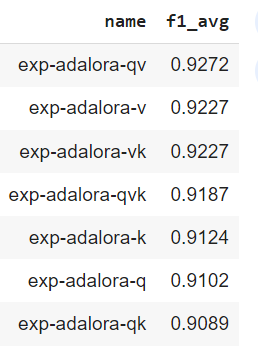 name f1_avg
exp-adalora-qv 0.9272
exp-adalora-v 0.9227
exp-adalora-vk 0.9227
exp-adalora-qvk 0.9187
exp-adalora-k 0.9124
exp-adalora-q 0.9102
exp-adalora-qk 0.9089